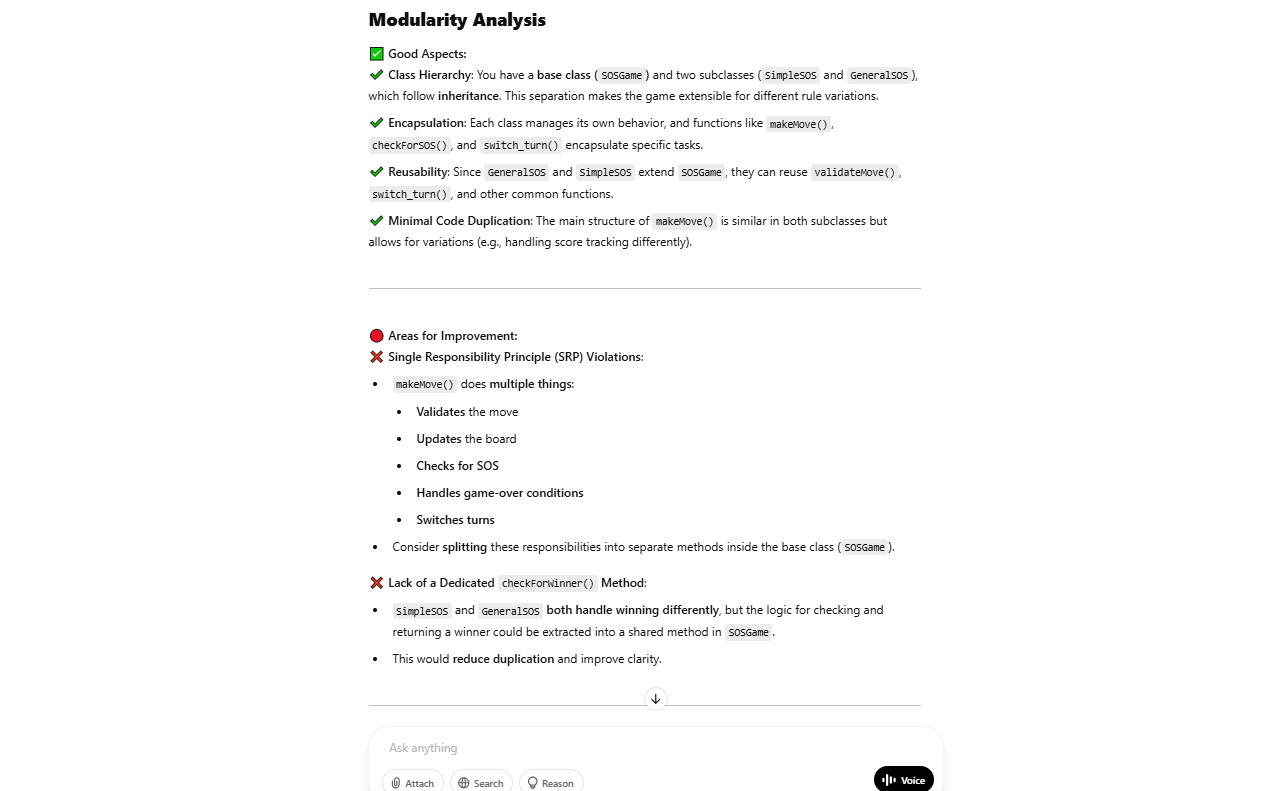 Modularity Analysis
✅ Good Aspects:
✔ Class Hierarchy: You have a base class (SOSGame) and two subclasses (SimpleSOS and GeneralSOS),
which follow inheritance. This separation makes the game extensible for different rule variations.
✔ Encapsulation: Each class manages its own behavior, and functions like makeMove(),
checkForSOS(), and switch_turn() encapsulate specific tasks.
✔ Reusability: Since GeneralSOS and SimpleSOS extend SOSGame, they can reuse validateMove(),
switch_turn(), and other common functions.
✔ Minimal Code Duplication: The main structure of makeMove() is similar in both subclasses but
allows for variations (e.g., handling score tracking differently).
🔴 Areas for Improvement:
❌ Single Responsibility Principle (SRP) Violations:
• makeMove() does multiple things:
• Validates the move
• Updates the board
• Checks for SOS
• Handles game-over conditions
• Switches turns
• Consider splitting these responsibilities into separate methods inside the base class (SOSGame).
❌ Lack of a Dedicated checkForWinner() Method:
• SimpleSOS and GeneralSOS both handle winning differently, but the logic for checking and
returning a winner could be extracted into a shared method in SOSGame.
• This would reduce duplication and improve clarity.
Ask anything
Attach Search Reason Voice